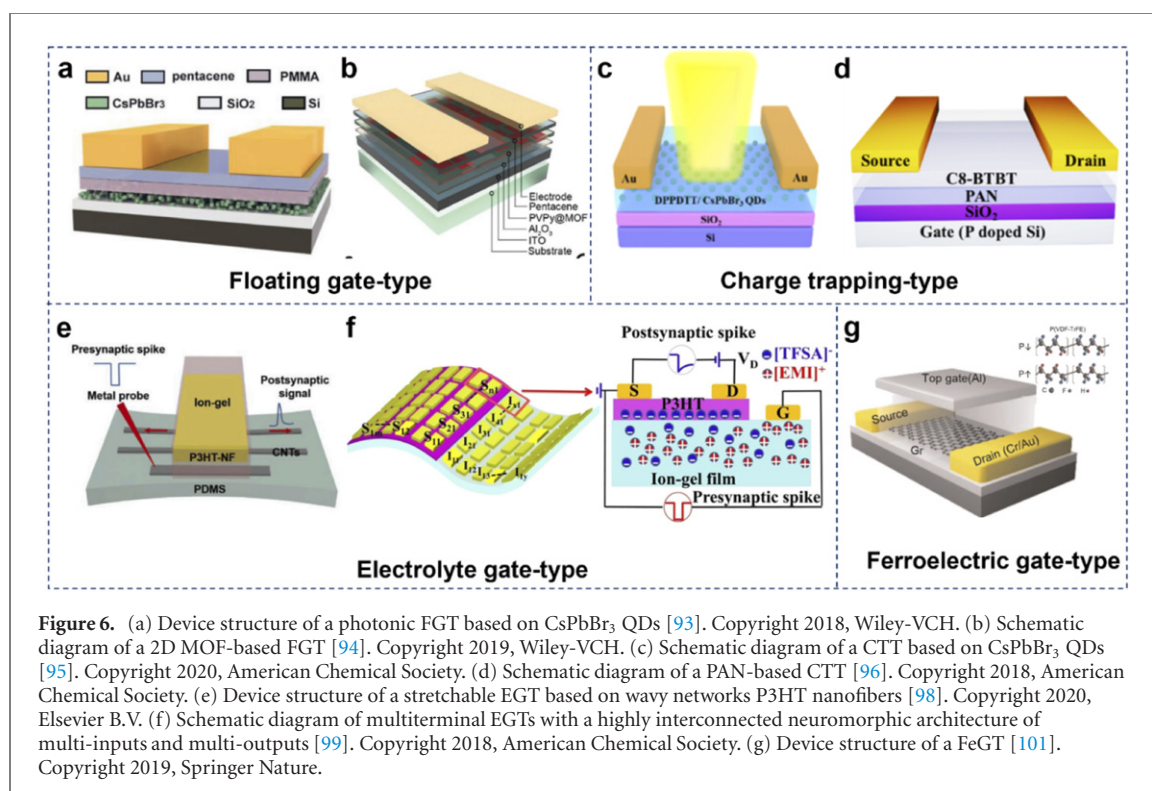 a
Au pentacene PMMA
CsPbBr3 SiO2 Si
b
Electrode
Pentacene
PVPy@MOF
Al2O3
ITO
Substrate
Floating gate-type
c
Au Au
DPPDTT/ CsPbBr3 QDs
SiO2
Si
d
Source Drain
C8-BTBT
PAN
SiO2
Gate (P doped Si)
Charge trapping-type
e
Presynaptic spike
Metal probe
Ion-gel
Postsynaptic
signal
P3HT-NF
CNTs
PDMS
f
S31
S21
S12
S11
Postsynaptic spike
VD
[TFSA]-
[EMI]+
S D
P3HT
G
Ion-gel film
Presynaptic spike
Electrolyte gate-type
g
P(VDF-TrFE)
P↓
P↑
C F H
Top gate(Al)
Source
Gr
Drain (Cr/Au)
Ferroelectric gate-type
Figure 6. (a) Device structure of a photonic FGT based on CsPbBr3 QDs [93]. Copyright 2018, Wiley-VCH. (b) Schematic
diagram of a 2D MOF-based FGT [94]. Copyright 2019, Wiley-VCH. (c) Schematic diagram of a CTT based on CsPbBr3 QDs
[95]. Copyright 2020, American Chemical Society. (d) Schematic diagram of a PAN-based CTT [96]. Copyright 2018, American
Chemical Society. (e) Device structure of a stretchable EGT based on wavy networks P3HT nanofibers [98]. Copyright 2020,
Elsevier B.V. (f) Schematic diagram of multiterminal EGTs with a highly interconnected neuromorphic architecture of
multi-inputs and multi-outputs [99]. Copyright 2018, American Chemical Society. (g) Device structure of a FeGT [101].
Copyright 2019, Springer Nature.